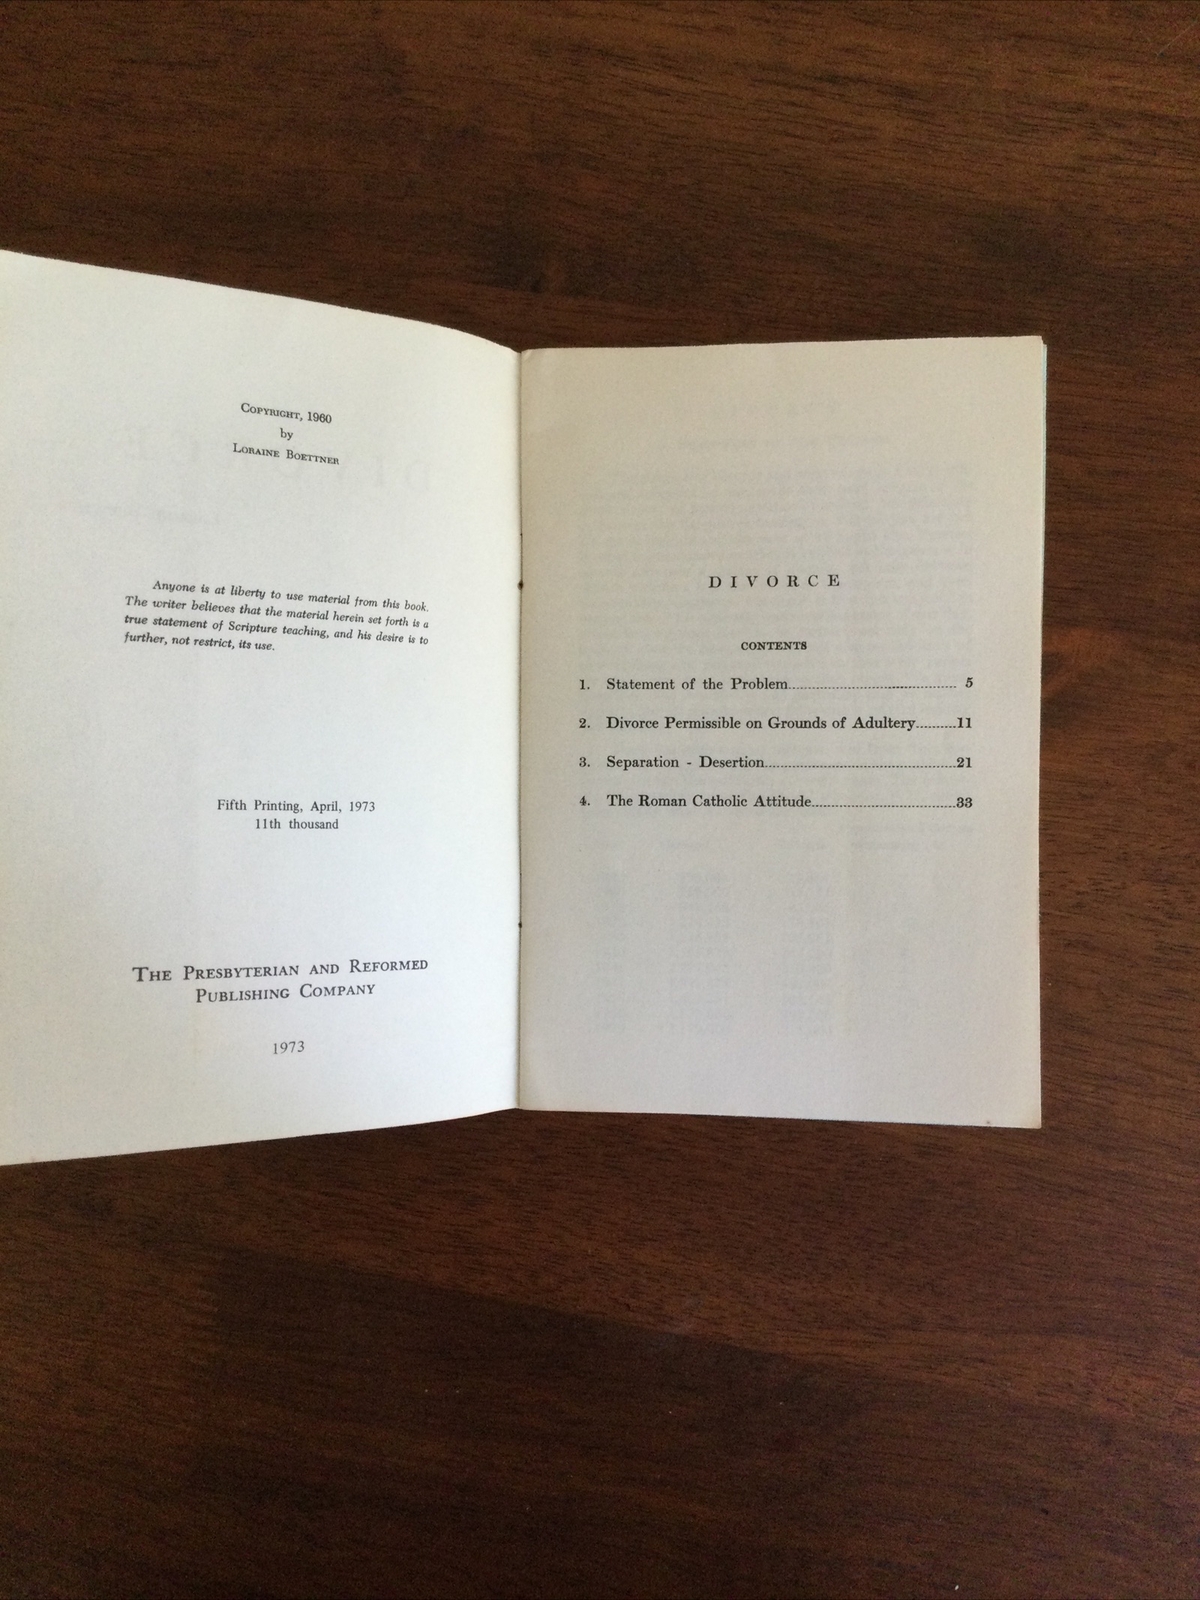 Copyright, 1960
by
Loraine Boettner
Anyone is at liberty to use material from this book.
The writer believes that the material herein set forth is a
true statement of Scripture teaching, and his desire is to
further, not restrict, its use.
Fifth Printing, April, 1973
11th thousand
The Presbyterian and Reformed
Publishing Company
1973
DIVORCE
CONTENTS
1. Statement of the Problem 5
2. Divorce Permissible on Grounds of Adultery 11
3. Separation - Desertion 21
4. The Roman Catholic Attitude 33